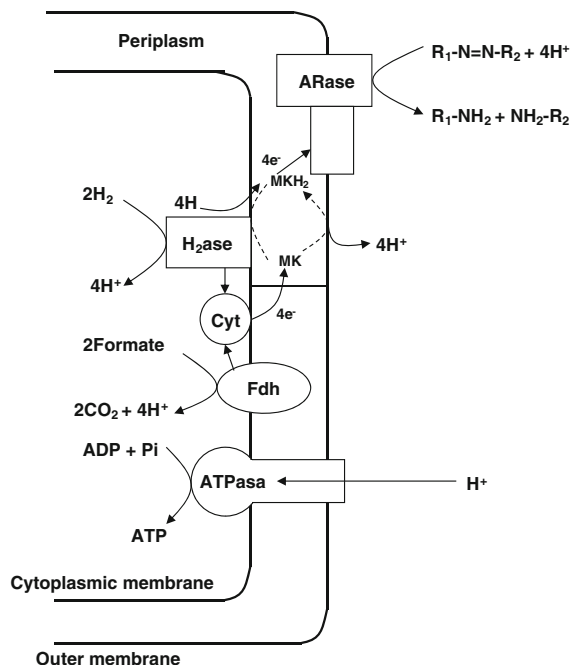 Periplasm
R₁-N=N-R₂ + 4H⁺
ARase
R₁-NH₂ + NH₂-R₂
4e⁻
MKH₂
2H₂
4H
H₂ase
4H⁺
MK
4H⁺
Cyt
4e⁻
2Formate
Fdh
2CO₂ + 4H⁺
ADP + Pi
ATPasa
H⁺
ATP
Cytoplasmic membrane
Outer membrane